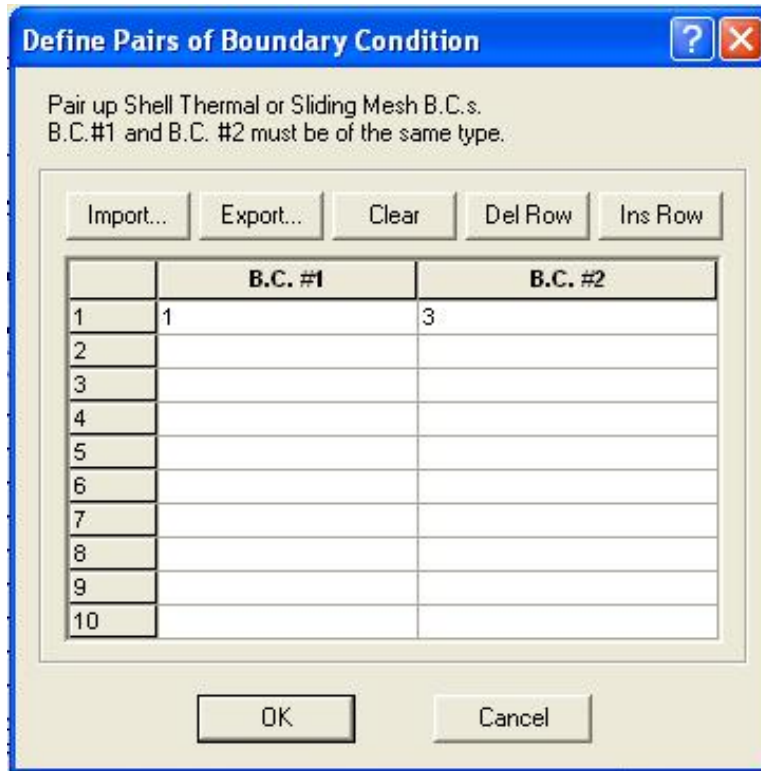 Define Pairs of Boundary Condition
Pair up Shell Thermal or Sliding Mesh B.C.s.
B.C.#1 and B.C. #2 must be of the same type.
Import... Export... Clear Del Row Ins Row
B.C. #1 B.C. #2
1 1 3
2
3
4
5
6
7
8
9
10
OK Cancel